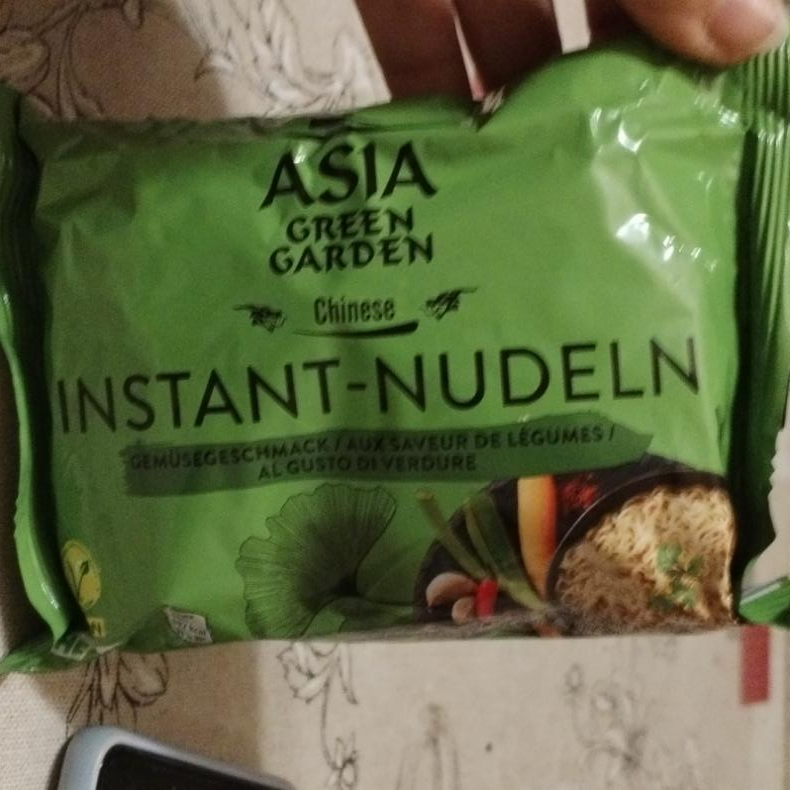 ASIA
GREEN
GARDEN
Chinese
INSTANT-NUDELN
GEMÜSEGESCHMACK / AUX SAVEUR DE LÉGUMES /
AL GUSTO DI VERDURE